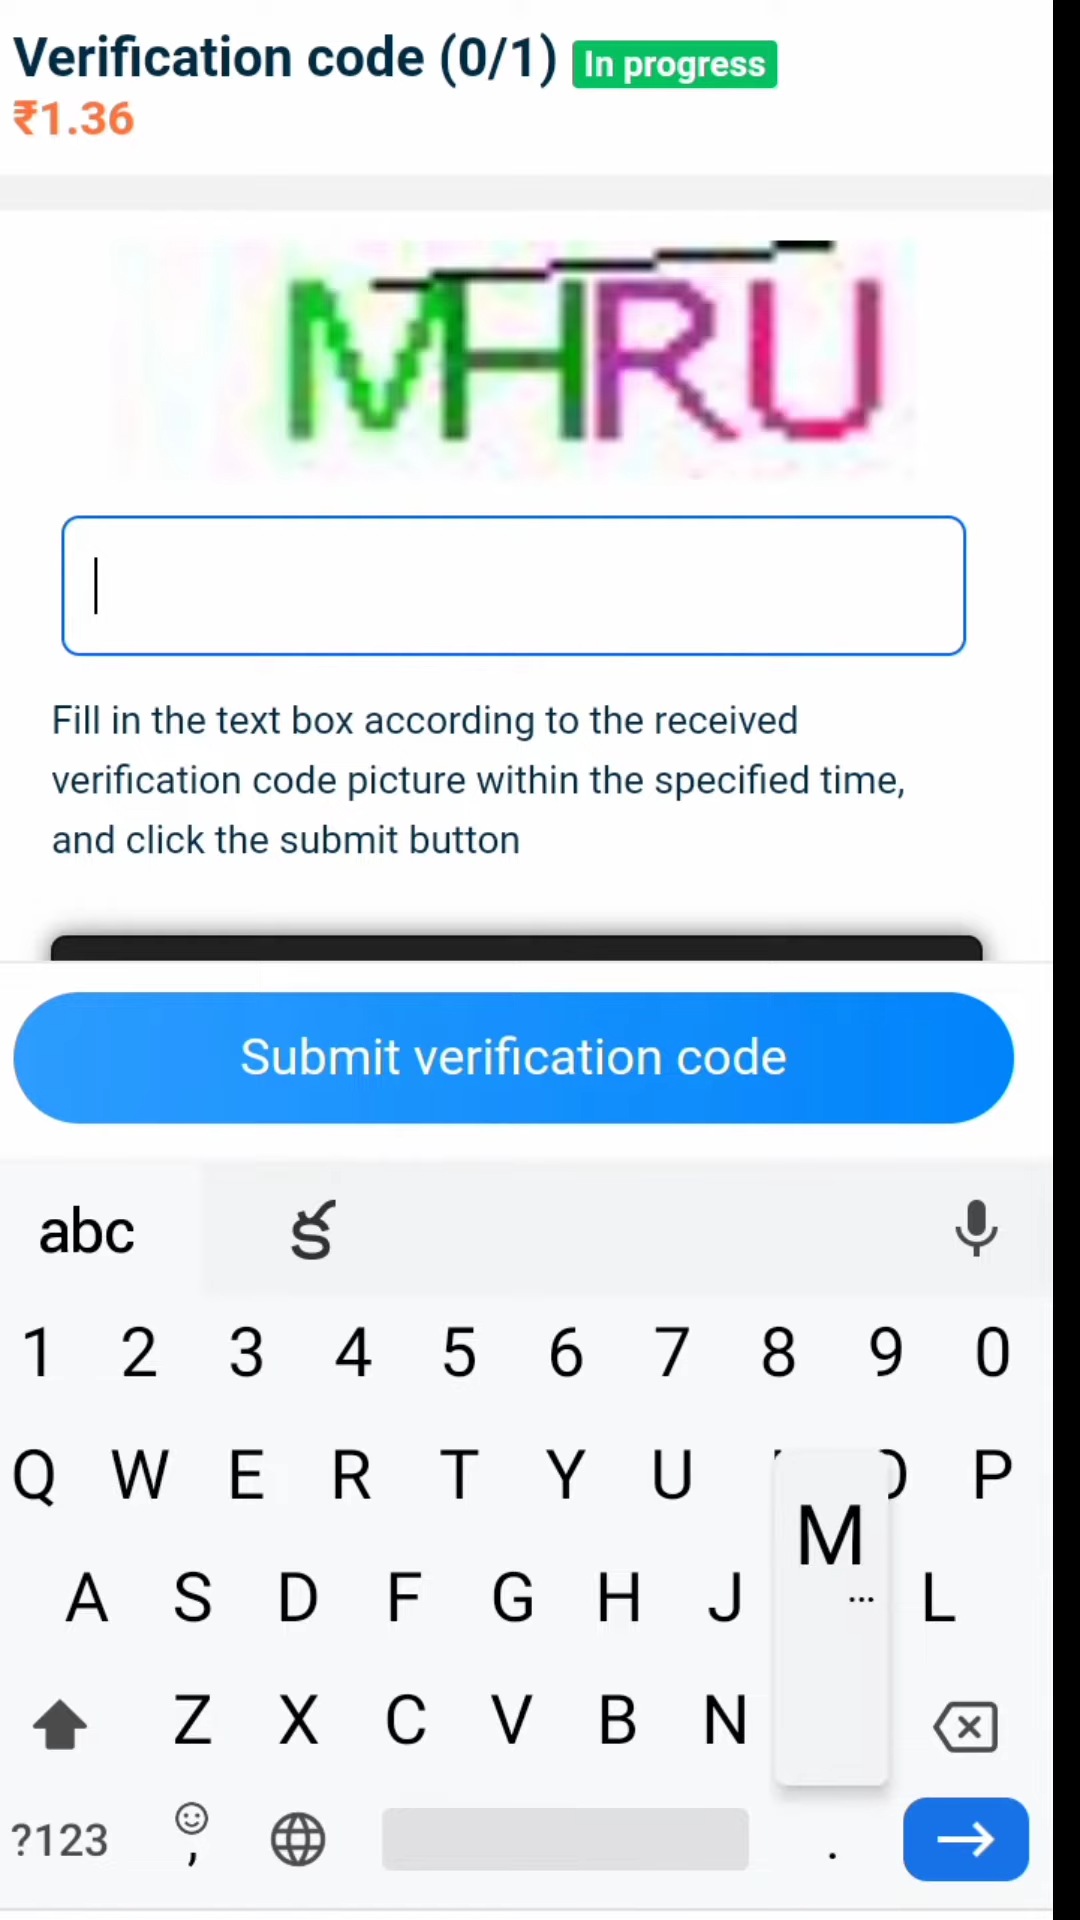 Verification code (0/1) In progress
₹1.36
MHRU
Fill in the text box according to the received
verification code picture within the specified time,
and click the submit button
Submit verification code
abc క
1 2 3 4 5 6 7 8 9 0
Q W E R T Y U P
M
...
A S D F G H J L
Z X C V B N
?123 , .